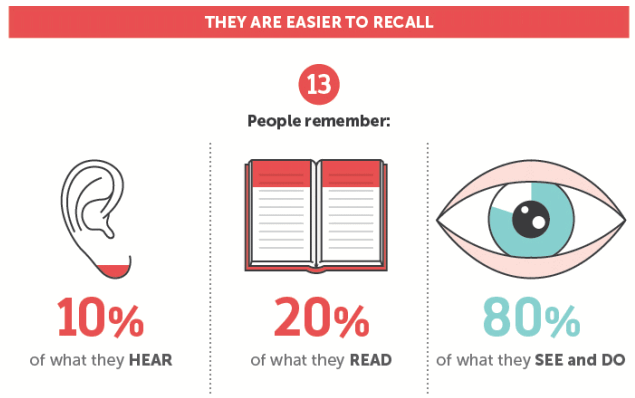 THEY ARE EASIER TO RECALL
13
People remember:
10%
of what they HEAR
20%
of what they READ
80%
of what they SEE and DO